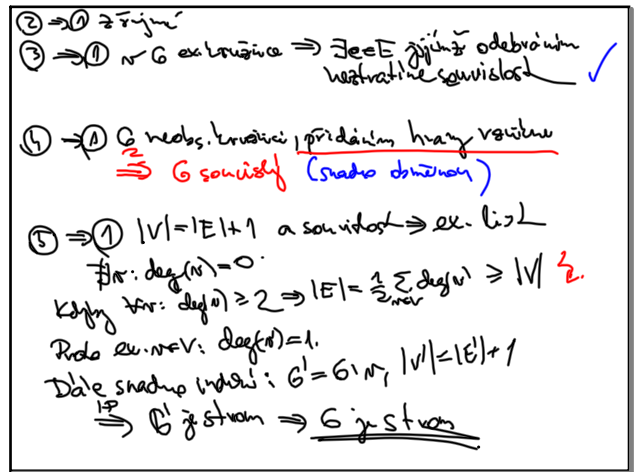 ② → ① zřejmé
③ → ① v G ex. kružnice ⇒ ∃e∈E jejímž odebráním
neztratíme souvislost ✓
④ → ① G neobs. kružnici, přidáním hrany vznikne
⇒ G souvislý (snadno obměnou)
⑤ ⇒ ① |V|=|E|+1 a souvislost ⇒ ex. list
∄v: deg(v)=0.
Kdyby ∀v: deg(v) ≥ 2 ⇒ |E| = 1/2 ∑_{v∈V} deg(v) ≥ |V|
Proto ex. v∈V: deg(v)=1.
Dále snadno indukcí: G' = G \ v, |V'|=|E'|+1
I.P. ⇒ G' je strom ⇒ G je strom